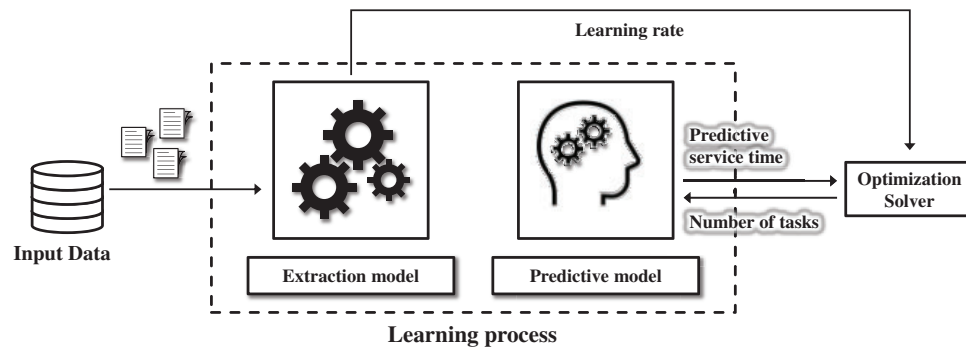 Learning rate
Predictive
service time
Optimization
Solver
Number of tasks
Input Data
Extraction model
Predictive model
Learning process